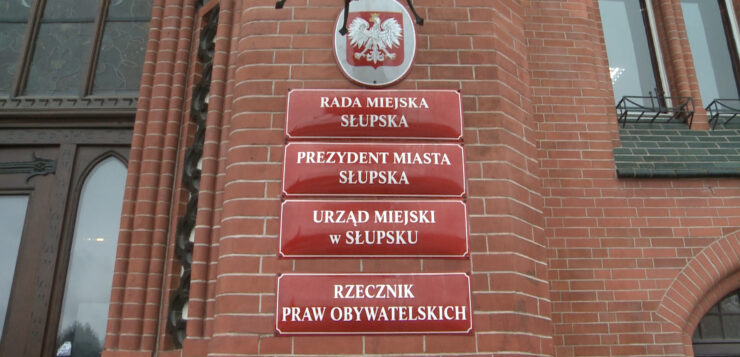 RADA MIEJSKA
SŁUPSKA
PREZYDENT MIASTA
SŁUPSKA
URZĄD MIEJSKI
w SŁUPSKU
RZECZNIK
PRAW OBYWATELSKICH